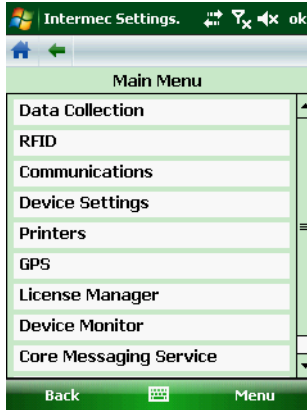 Intermec Settings. ok
Main Menu
Data Collection
RFID
Communications
Device Settings
Printers
GPS
License Manager
Device Monitor
Core Messaging Service
Back Menu